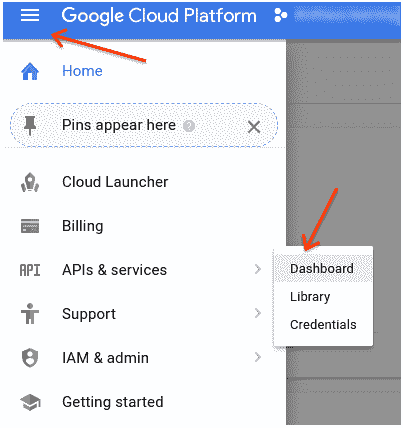 Google Cloud Platform
Home
Pins appear here
Cloud Launcher
Billing
API APIs & services
Dashboard
Library
Support
Credentials
IAM & admin
Getting started